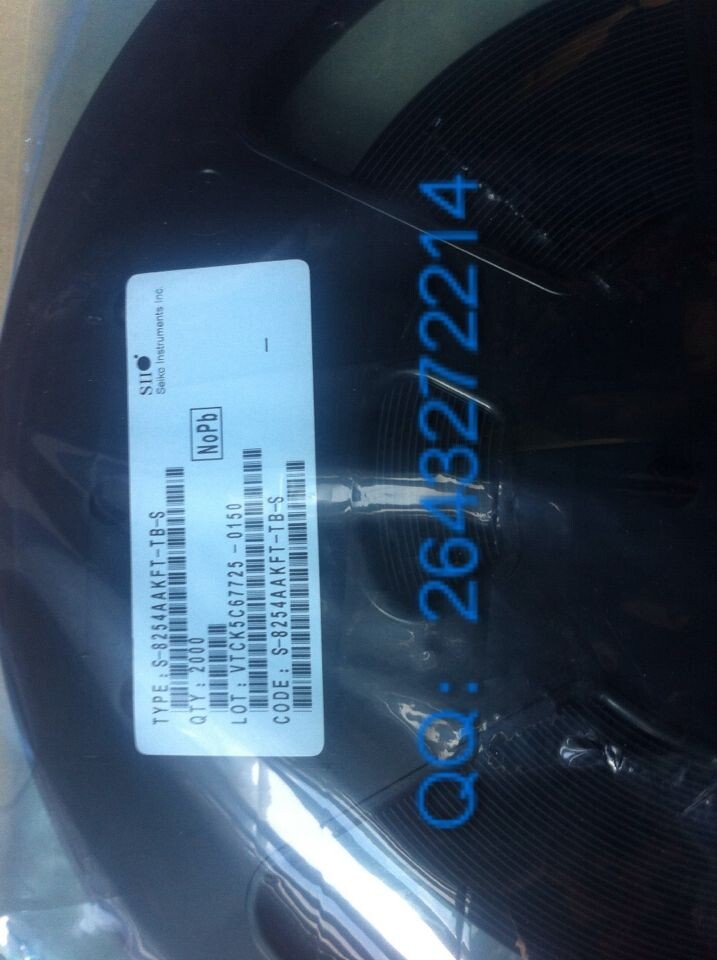 SII
Seiko Instruments Inc.
NoPb
TYPE : S-8254AAKFT-TB-S
QTY : 2000
LOT : VTCK5C67725-0150
CODE : S-8254AAKFT-TB-S
QQ: 2643272214